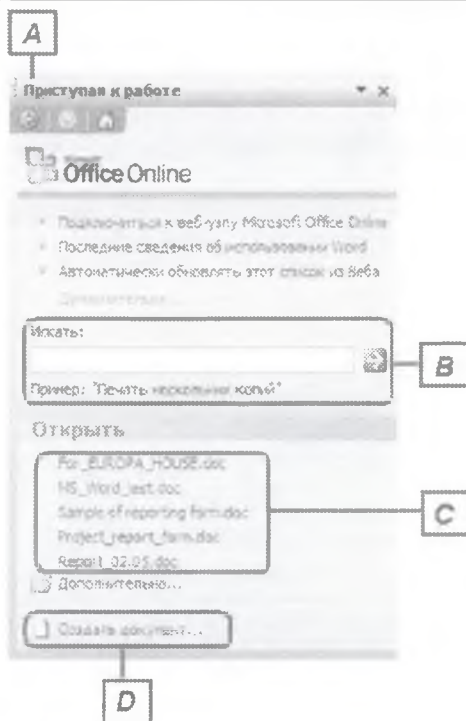 A
Приступая к работе
Office Online
Подключиться к веб-узлу Microsoft Office Online
Последние сведения об использовании Word
Автоматически обновлять этот список из Веба
Дополнительно...
Искать:
B
Пример: "Печать нескольких копий"
Открыть
For_EUROPA_HOUSE.doc
MS_Word_test.doc
Sample of reporting form.doc
C
Project_report_form.doc
Report_02.05.doc
Дополнительно...
Создать документ...
D